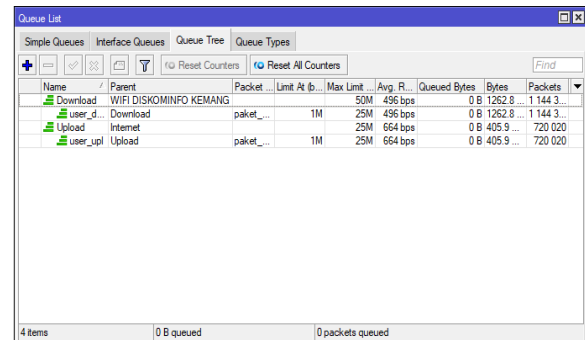 Queue List
Simple Queues Interface Queues Queue Tree Queue Types
Reset Counters Reset All Counters Find
Name Parent Packet ... Limit At (b... Max Limit ... Avg. R... Queued Bytes Bytes Packets
Download WIFI DISKOMINFO KEMANG 50M 496 bps 0 B 1262.8 ... 1 144 3...
user_d... Download paket_... 1M 25M 496 bps 0 B 1262.8 ... 1 144 3...
Upload Internet 25M 664 bps 0 B 405.9 ... 720 020
user_upl Upload paket_... 1M 25M 664 bps 0 B 405.9 ... 720 020
4 items 0 B queued 0 packets queued